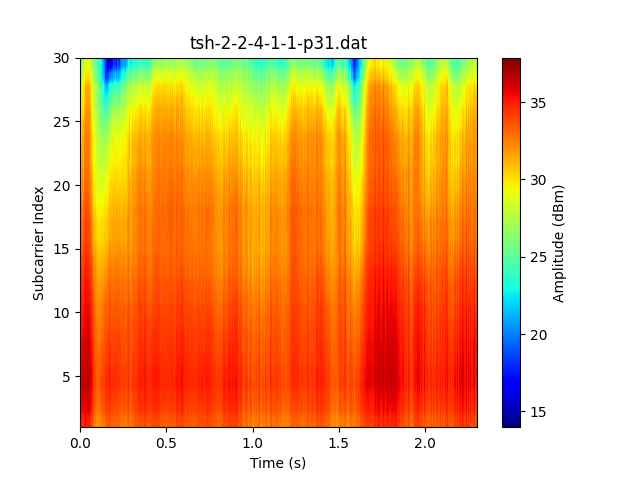 tsh-2-2-4-1-1-p31.dat
30
25
20
15
10
5
Subcarrier Index
0.0 0.5 1.0 1.5 2.0
Time (s)
35
30
25
20
15
Amplitude (dBm)